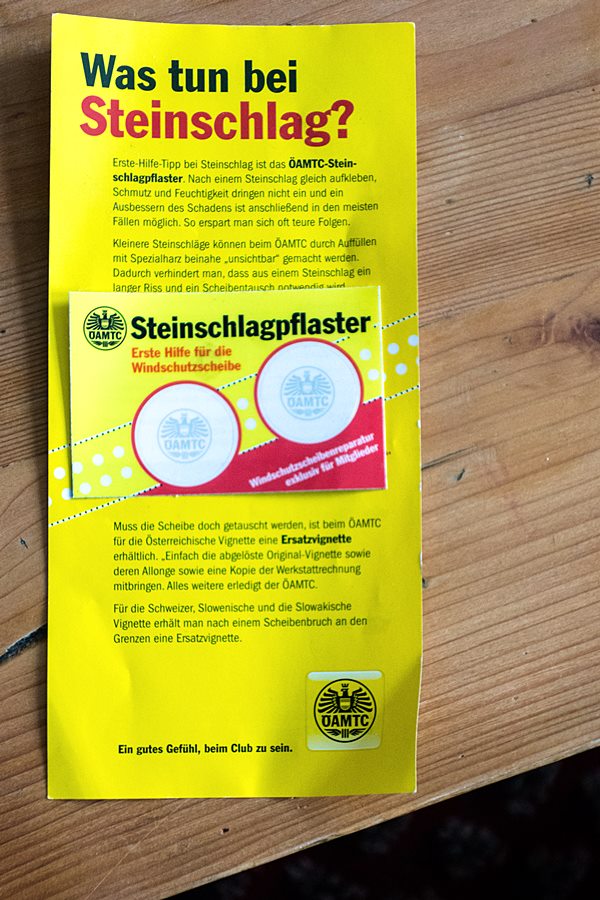 Was tun bei
Steinschlag?
Erste-Hilfe-Tipp bei Steinschlag ist das ÖAMTC-Stein-
schlagpflaster. Nach einem Steinschlag gleich aufkleben,
Schmutz und Feuchtigkeit dringen nicht ein und ein
Ausbessern des Schadens ist anschließend in den meisten
Fällen möglich. So erspart man sich oft teure Folgen.
Kleinere Steinschläge können beim ÖAMTC durch Auffüllen
mit Spezialharz beinahe „unsichtbar" gemacht werden.
Dadurch verhindert man, dass aus einem Steinschlag ein
langer Riss und ein Scheibentausch notwendig wird
ÖAMTC
Steinschlagpflaster
Erste Hilfe für die
Windschutzscheibe
ÖAMTC
ÖAMTC
Windschutzscheibenreparatur
exklusiv für Mitglieder
Muss die Scheibe doch getauscht werden, ist beim ÖAMTC
für die Österreichische Vignette eine Ersatzvignette
erhältlich. „Einfach die abgelöste Original-Vignette sowie
deren Allonge sowie eine Kopie der Werkstattrechnung
mitbringen. Alles weitere erledigt der ÖAMTC.
Für die Schweizer, Slowenische und die Slowakische
Vignette erhält man nach einem Scheibenbruch an den
Grenzen eine Ersatzvignette.
ÖAMTC
Ein gutes Gefühl, beim Club zu sein.